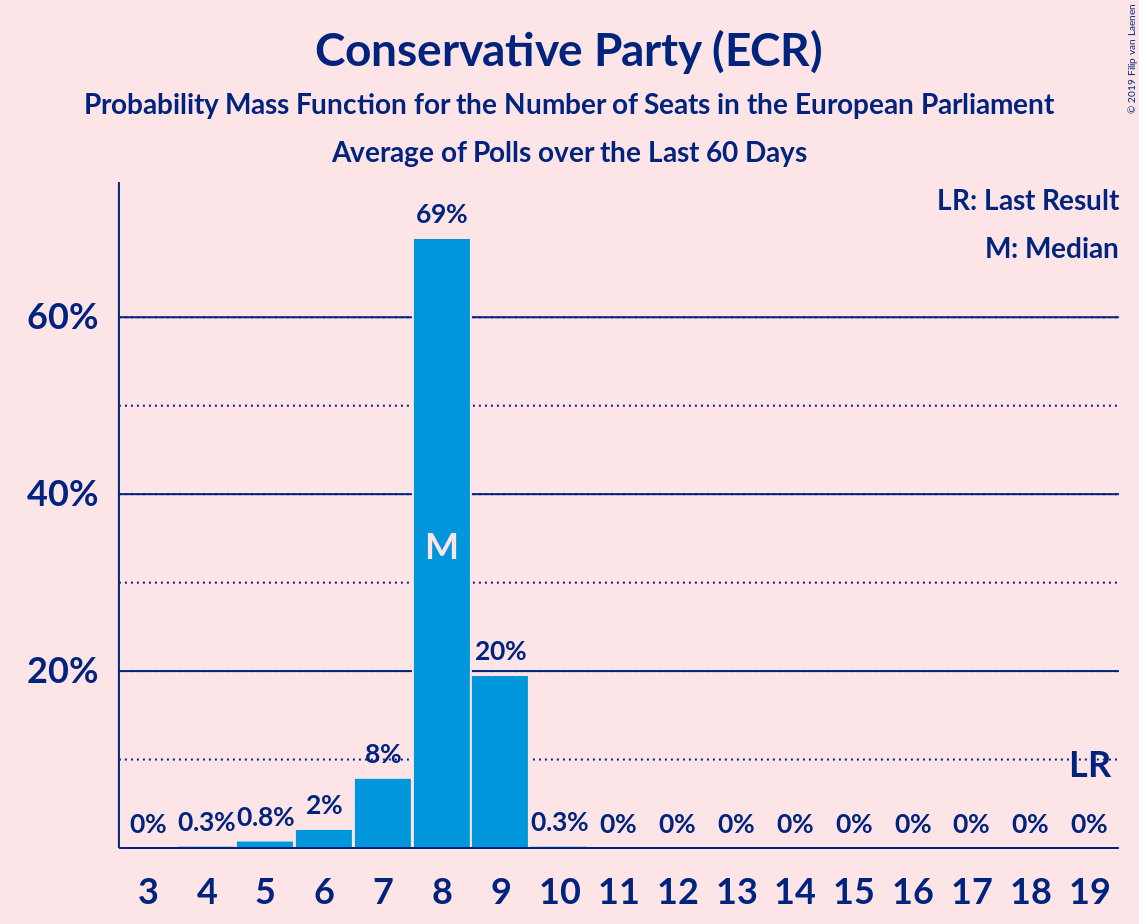 Conservative Party (ECR)
Probability Mass Function for the Number of Seats in the European Parliament
Average of Polls over the Last 60 Days
© 2019 Filip van Laenen
LR: Last Result
M: Median
69%
60%
40%
M
20%
20%
8%
LR
0% 0.3% 0.8% 2% 0.3% 0% 0% 0% 0% 0% 0% 0% 0% 0%
3 4 5 6 7 8 9 10 11 12 13 14 15 16 17 18 19